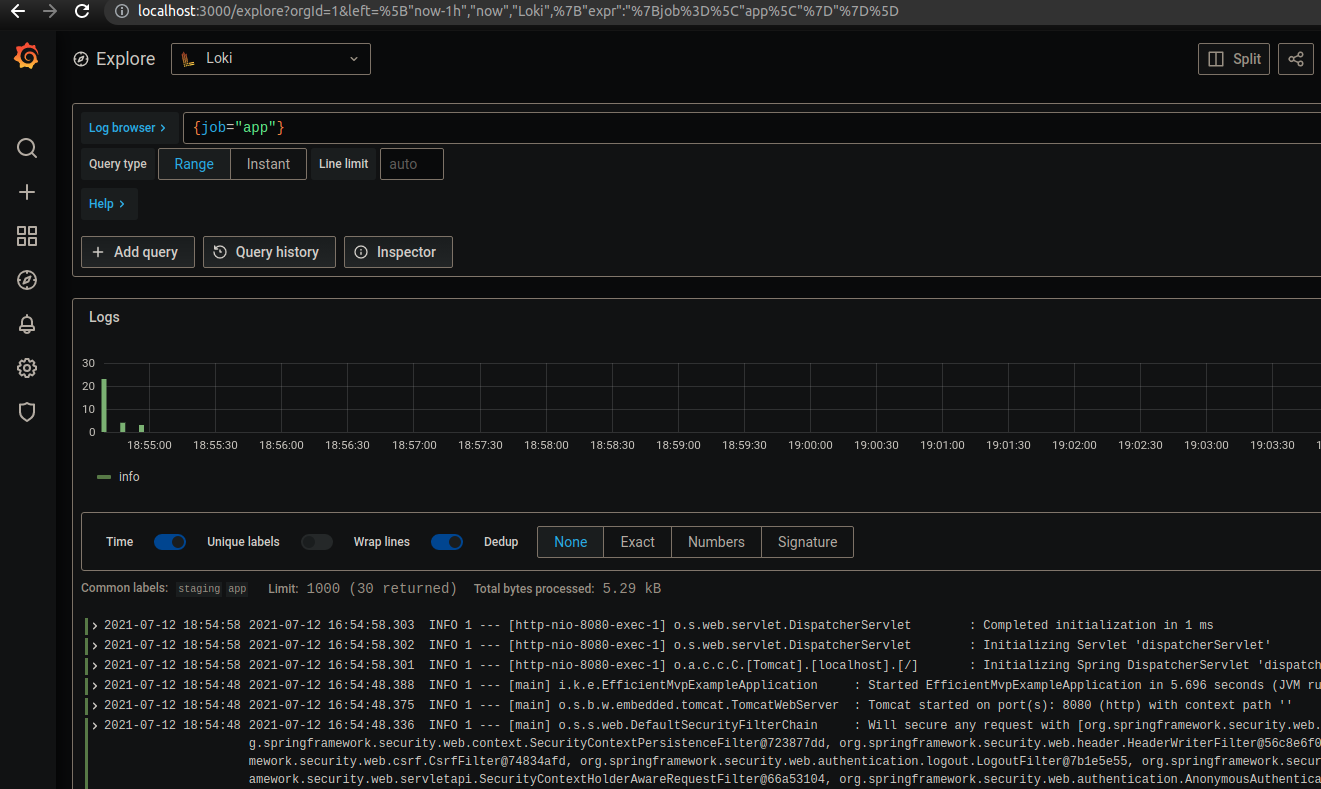 localhost:3000/explore?orgId=1&left=%5B"now-1h","now","Loki",%7B"expr":"%7Bjob%3D%5C"app%5C"%7D"%7D%5D
Explore Loki Split
Log browser > {job="app"}
Query type Range Instant Line limit auto
Help >
+ Add query Query history Inspector
Logs
30
20
10
0
18:55:00 18:55:30 18:56:00 18:56:30 18:57:00 18:57:30 18:58:00 18:58:30 18:59:00 18:59:30 19:00:00 19:00:30 19:01:00 19:01:30 19:02:00 19:02:30 19:03:00 19:03:30
info
Time Unique labels Wrap lines Dedup None Exact Numbers Signature
Common labels: staging app Limit: 1000 (30 returned) Total bytes processed: 5.29 kB
> 2021-07-12 18:54:58 2021-07-12 16:54:58.303 INFO 1 --- [http-nio-8080-exec-1] o.s.web.servlet.DispatcherServlet : Completed initialization in 1 ms
> 2021-07-12 18:54:58 2021-07-12 16:54:58.302 INFO 1 --- [http-nio-8080-exec-1] o.s.web.servlet.DispatcherServlet : Initializing Servlet 'dispatcherServlet'
> 2021-07-12 18:54:58 2021-07-12 16:54:58.301 INFO 1 --- [http-nio-8080-exec-1] o.a.c.c.C.[Tomcat].[localhost].[/] : Initializing Spring DispatcherServlet 'dispatch
> 2021-07-12 18:54:48 2021-07-12 16:54:48.388 INFO 1 --- [main] i.k.e.EfficientMvpExampleApplication : Started EfficientMvpExampleApplication in 5.696 seconds (JVM ru
> 2021-07-12 18:54:48 2021-07-12 16:54:48.375 INFO 1 --- [main] o.s.b.w.embedded.tomcat.TomcatWebServer : Tomcat started on port(s): 8080 (http) with context path ''
> 2021-07-12 18:54:48 2021-07-12 16:54:48.336 INFO 1 --- [main] o.s.s.web.DefaultSecurityFilterChain : Will secure any request with [org.springframework.security.web.
g.springframework.security.web.context.SecurityContextPersistenceFilter@723877dd, org.springframework.security.web.header.HeaderWriterFilter@56c8e6f0
mework.security.web.csrf.CsrfFilter@74834afd, org.springframework.security.web.authentication.logout.LogoutFilter@7b1e5e55, org.springframework.secur
amework.security.web.servletapi.SecurityContextHolderAwareRequestFilter@66a53104, org.springframework.security.web.authentication.AnonymousAuthentica